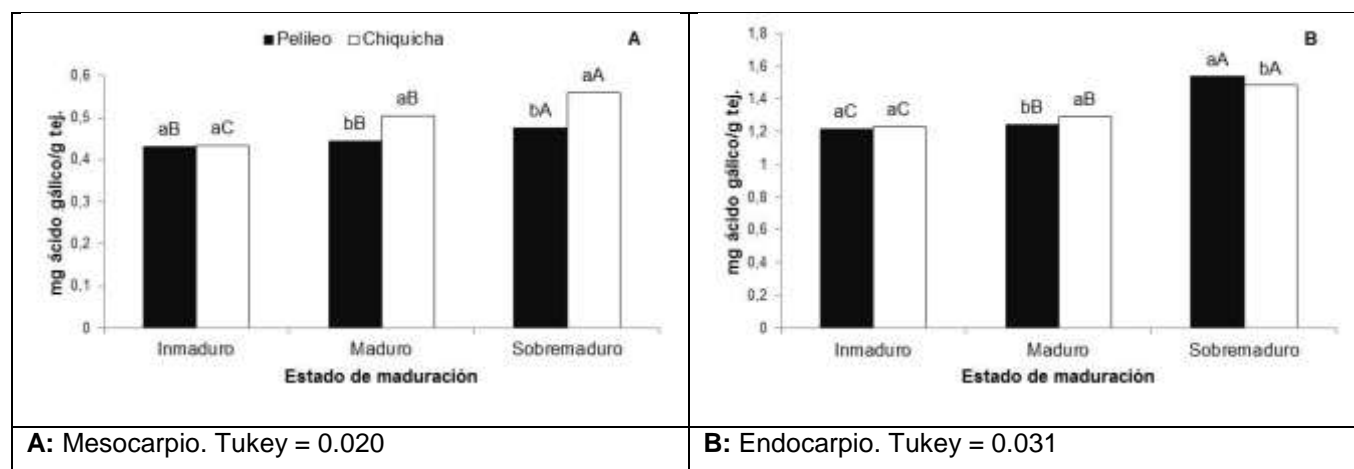 Pelileo Chiquicha
A
mg ácido gálico/g tej.
0,6
0,5
0,4
0,3
0,2
0,1
0
aB aC bB aB bA aA
Inmaduro Maduro Sobremaduro
Estado de maduración
A: Mesocarpio. Tukey = 0.020
B
mg ácido gálico/g tej.
1,8
1,6
1,4
1,2
1
0,8
0,6
0,4
0,2
0
aC aC bB aB aA bA
Inmaduro Maduro Sobremaduro
Estado de maduración
B: Endocarpio. Tukey = 0.031